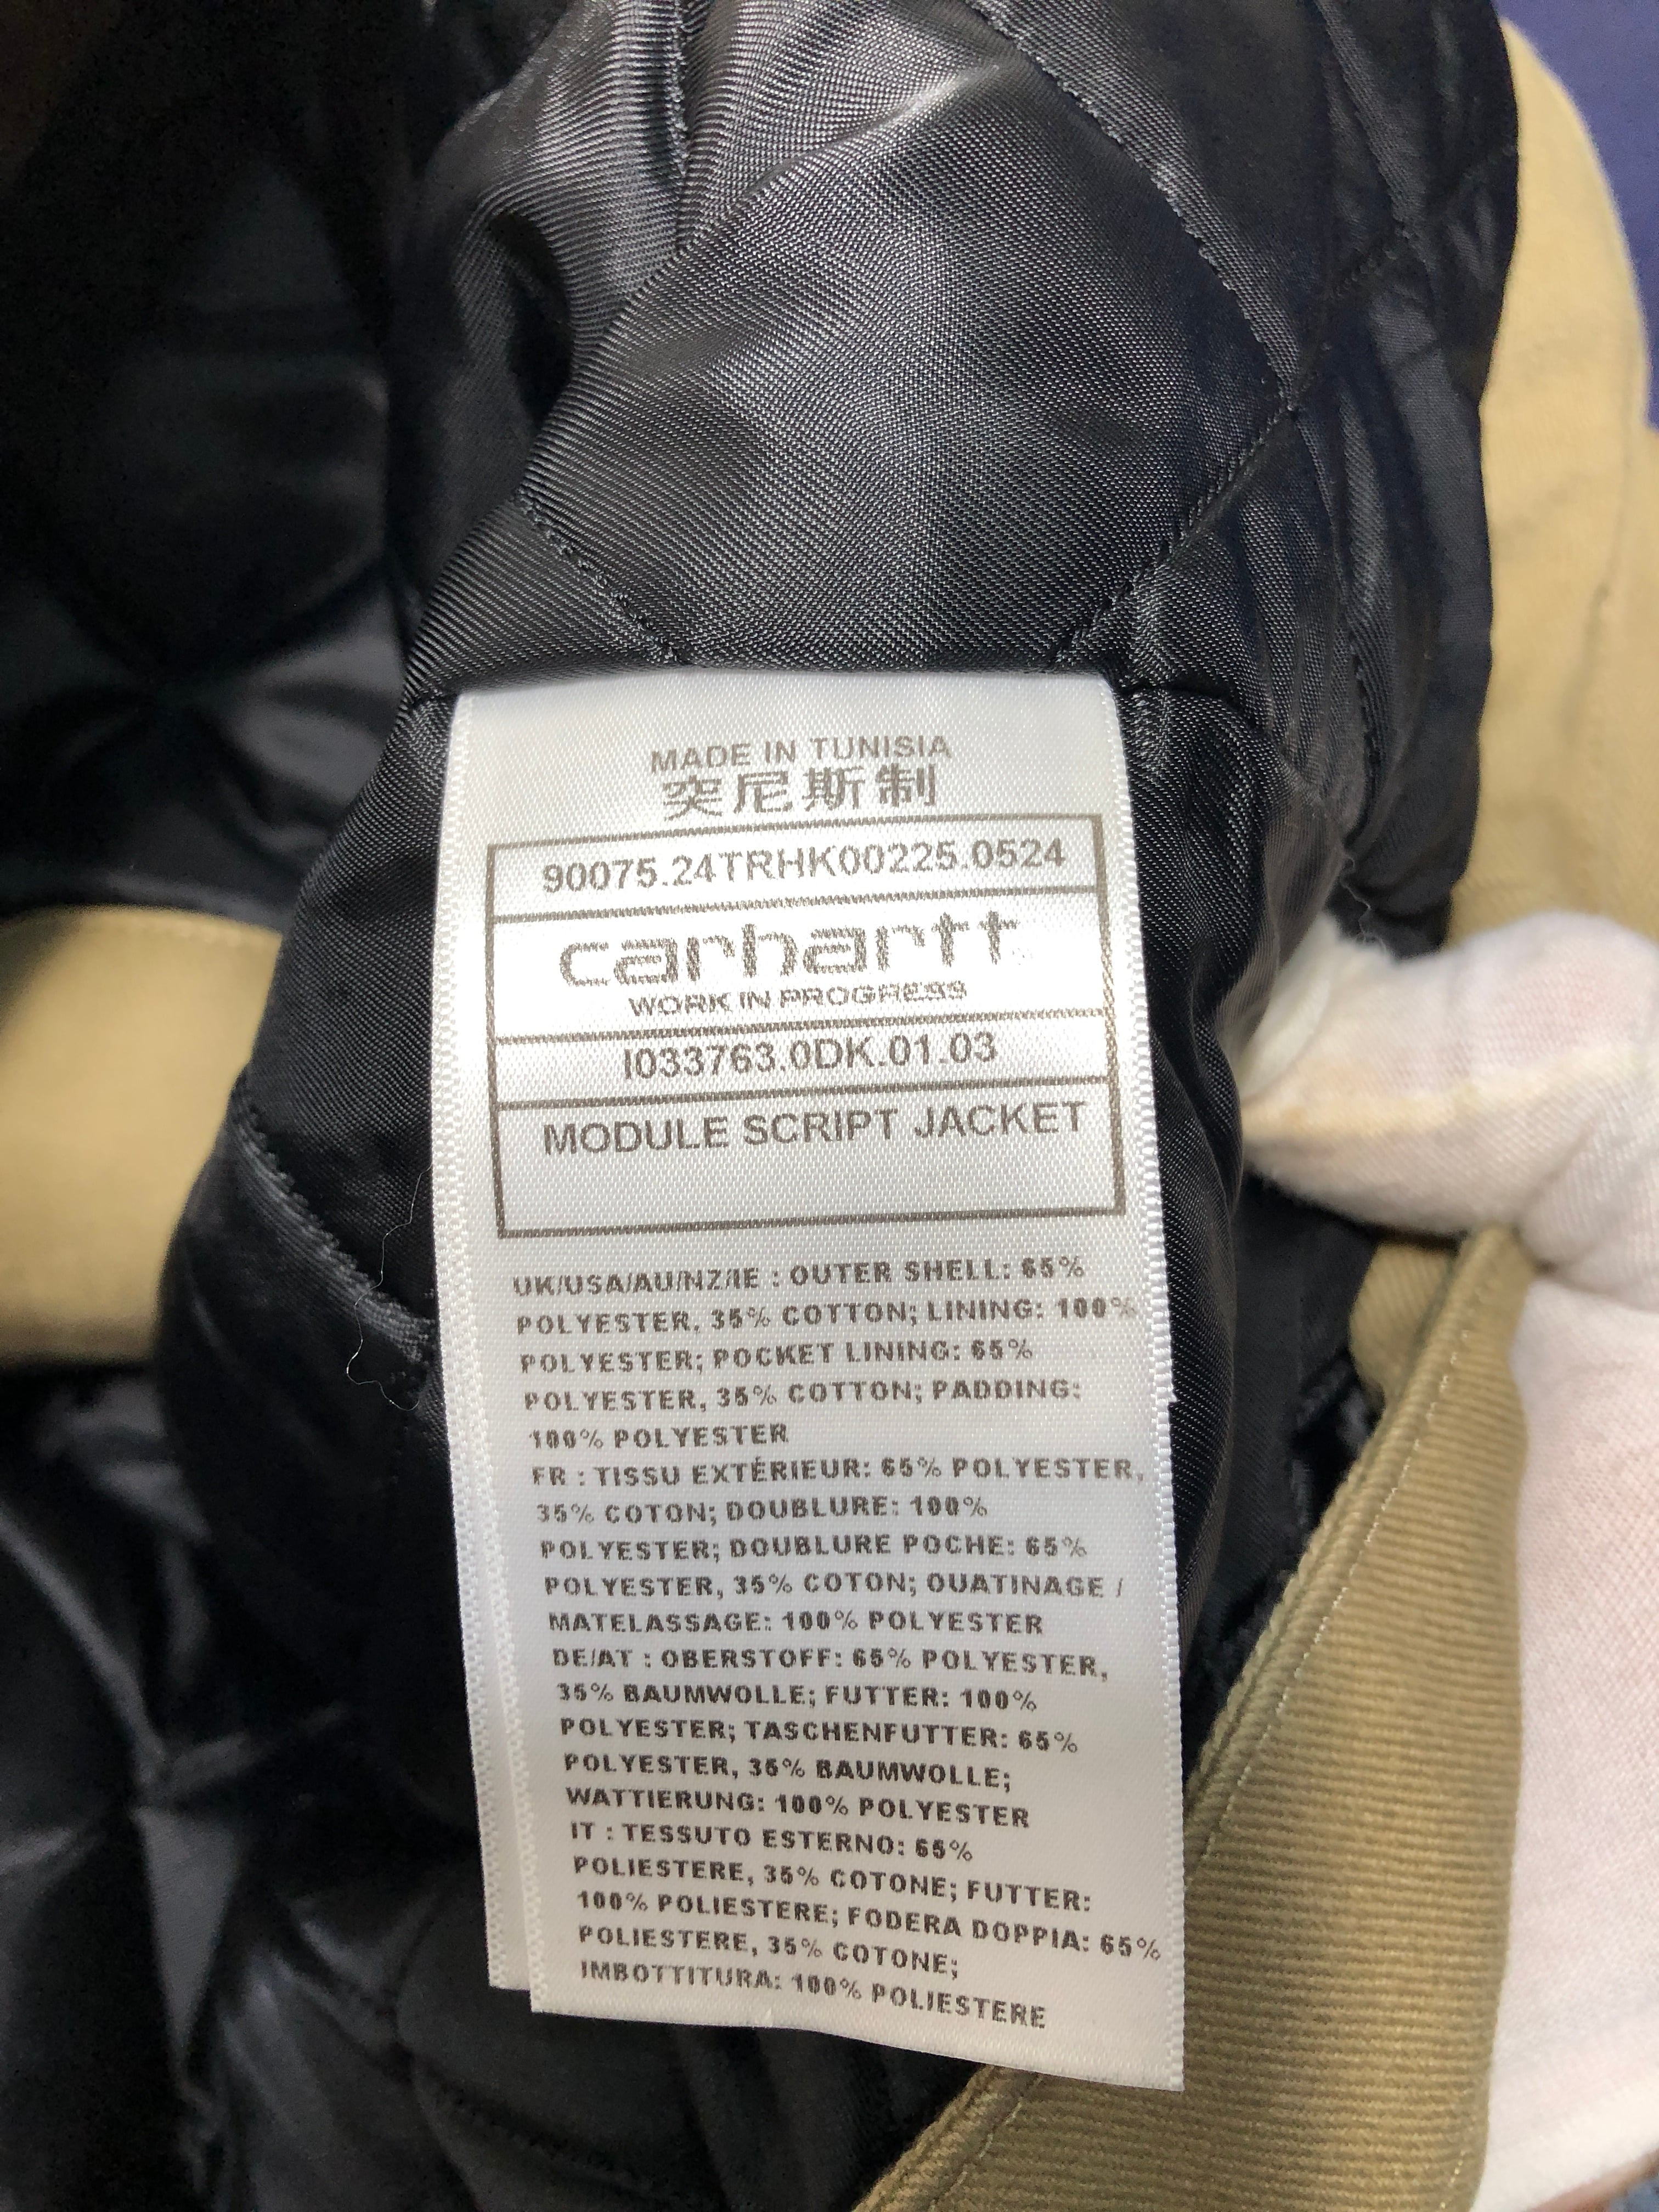 MADE IN TUNISIA
突尼斯制
90075.24TRHK00225.0524
carhartt
WORK IN PROGRESS
I033763.0DK.01.03
MODULE SCRIPT JACKET
UK/USA/AU/NZ/IE : OUTER SHELL: 65%
POLYESTER, 35% COTTON; LINING: 100%
POLYESTER; POCKET LINING: 65%
POLYESTER, 35% COTTON; PADDING:
100% POLYESTER
FR : TISSU EXTÉRIEUR: 65% POLYESTER,
35% COTON; DOUBLURE: 100%
POLYESTER; DOUBLURE POCHE: 65%
POLYESTER, 35% COTON; OUATINAGE /
MATELASSAGE: 100% POLYESTER
DE/AT : OBERSTOFF: 65% POLYESTER,
35% BAUMWOLLE; FUTTER: 100%
POLYESTER; TASCHENFUTTER: 65%
POLYESTER, 35% BAUMWOLLE;
WATTIERUNG: 100% POLYESTER
IT : TESSUTO ESTERNO: 65%
POLIESTERE, 35% COTONE; FUTTER:
100% POLIESTERE; FODERA DOPPIA: 65%
POLIESTERE, 35% COTONE;
IMBOTTITURA: 100% POLIESTERE